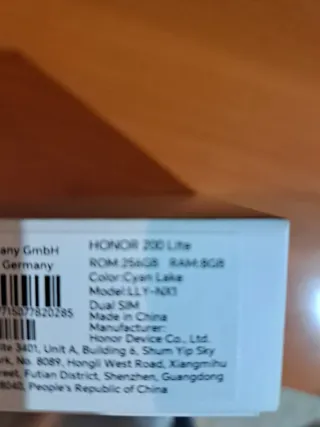 any GmbH
Germany
7715077820285
HONOR 200 Lite
ROM:256GB RAM:8GB
Color:Cyan Lake
Model:LLY-NX1
Dual SIM
Made in China
Manufacturer:
Honor Device Co., Ltd.
ite 3401, Unit A, Building 6, Shum Yip Sky
rk, No. 8089, Hongli West Road, Xiangmihu
reet, Futian District, Shenzhen, Guangdong
8040, People's Republic of China